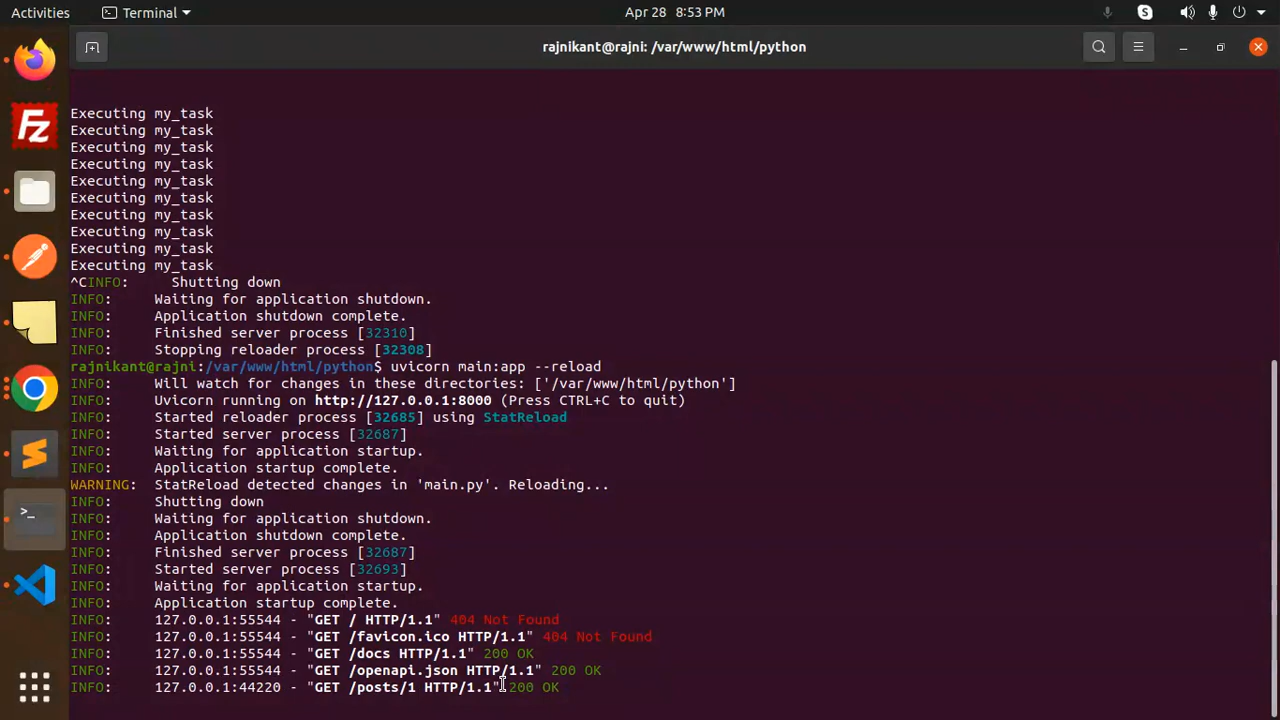 Activities
Terminal
Apr 28 8:53 PM
rajnikant@rajni: /var/www/html/python
Executing my_task
Executing my_task
Executing my_task
Executing my_task
Executing my_task
Executing my_task
Executing my_task
Executing my_task
Executing my_task
Executing my_task
^CINFO:     Shutting down
INFO:     Waiting for application shutdown.
INFO:     Application shutdown complete.
INFO:     Finished server process [32310]
INFO:     Stopping reloader process [32308]
rajnikant@rajni:/var/www/html/python$ uvicorn main:app --reload
INFO:     Will watch for changes in these directories: ['/var/www/html/python']
INFO:     Uvicorn running on http://127.0.0.1:8000 (Press CTRL+C to quit)
INFO:     Started reloader process [32685] using StatReload
INFO:     Started server process [32687]
INFO:     Waiting for application startup.
INFO:     Application startup complete.
WARNING:  StatReload detected changes in 'main.py'. Reloading...
INFO:     Shutting down
INFO:     Waiting for application shutdown.
INFO:     Application shutdown complete.
INFO:     Finished server process [32687]
INFO:     Started server process [32693]
INFO:     Waiting for application startup.
INFO:     Application startup complete.
INFO:     127.0.0.1:55544 - "GET / HTTP/1.1" 404 Not Found
INFO:     127.0.0.1:55544 - "GET /favicon.ico HTTP/1.1" 404 Not Found
INFO:     127.0.0.1:55544 - "GET /docs HTTP/1.1" 200 OK
INFO:     127.0.0.1:55544 - "GET /openapi.json HTTP/1.1" 200 OK
INFO:     127.0.0.1:44220 - "GET /posts/1 HTTP/1.1" 200 OK